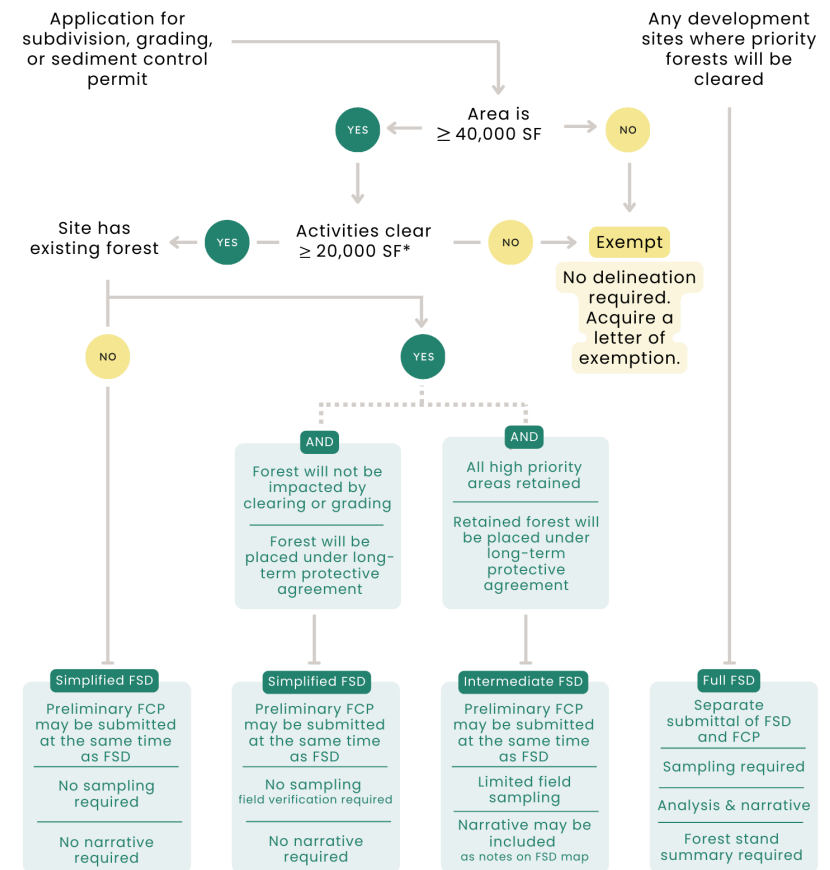 Application for
subdivision, grading,
or sediment control
permit
Any development
sites where priority
forests will be
cleared
Area is
≥ 40,000 SF
YES
NO
Site has
existing forest
YES
Activities clear
≥ 20,000 SF*
NO
Exempt
No delineation
required.
Acquire a
letter of
exemption.
NO
YES
AND
Forest will not be
impacted by
clearing or grading
Forest will be
placed under long-
term protective
agreement
AND
All high priority
areas retained
Retained forest will
be placed under
long-term
protective
agreement
Simplified FSD
Preliminary FCP
may be submitted
at the same time
as FSD
No sampling
required
No narrative
required
Simplified FSD
Preliminary FCP
may be submitted
at the same time
as FSD
No sampling
field verification required
No narrative
required
Intermediate FSD
Preliminary FCP
may be submitted
at the same time
as FSD
Limited field
sampling
Narrative may be
included
as notes on FSD map
Full FSD
Separate
submittal of FSD
and FCP
Sampling required
Analysis & narrative
Forest stand
summary required